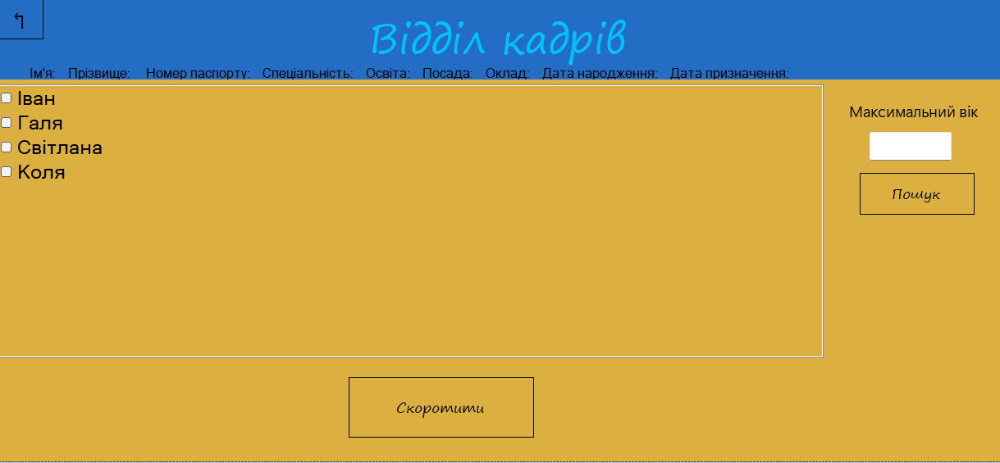 ↰
Відділ кадрів
Ім'я: Прізвище: Номер паспорту: Спеціальність: Освіта: Посада: Оклад: Дата народження: Дата призначення:
Іван
Галя
Світлана
Коля
Максимальний вік
Пошук
Скоротити